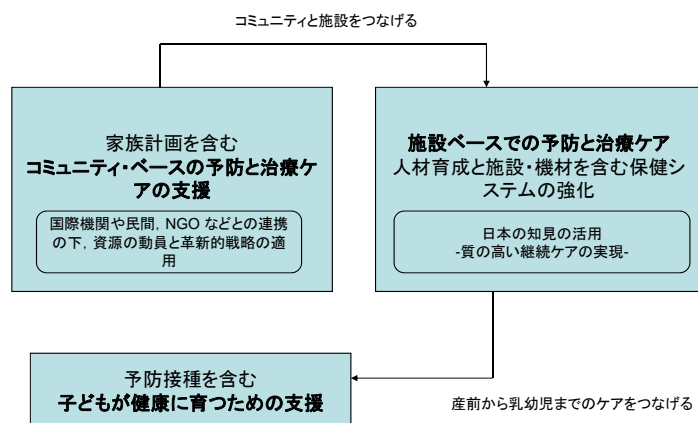 コミュニティと施設をつなげる
家族計画を含む
コミュニティ・ベースの予防と治療ケ
アの支援
国際機関や民間, NGO などとの連携
の下, 資源の動員と革新的戦略の適
用
施設ベースでの予防と治療ケア
人材育成と施設・機材を含む保健シ
ステムの強化
日本の知見の活用
-質の高い継続ケアの実現-
予防接種を含む
子どもが健康に育つための支援
産前から乳幼児までのケアをつなげる